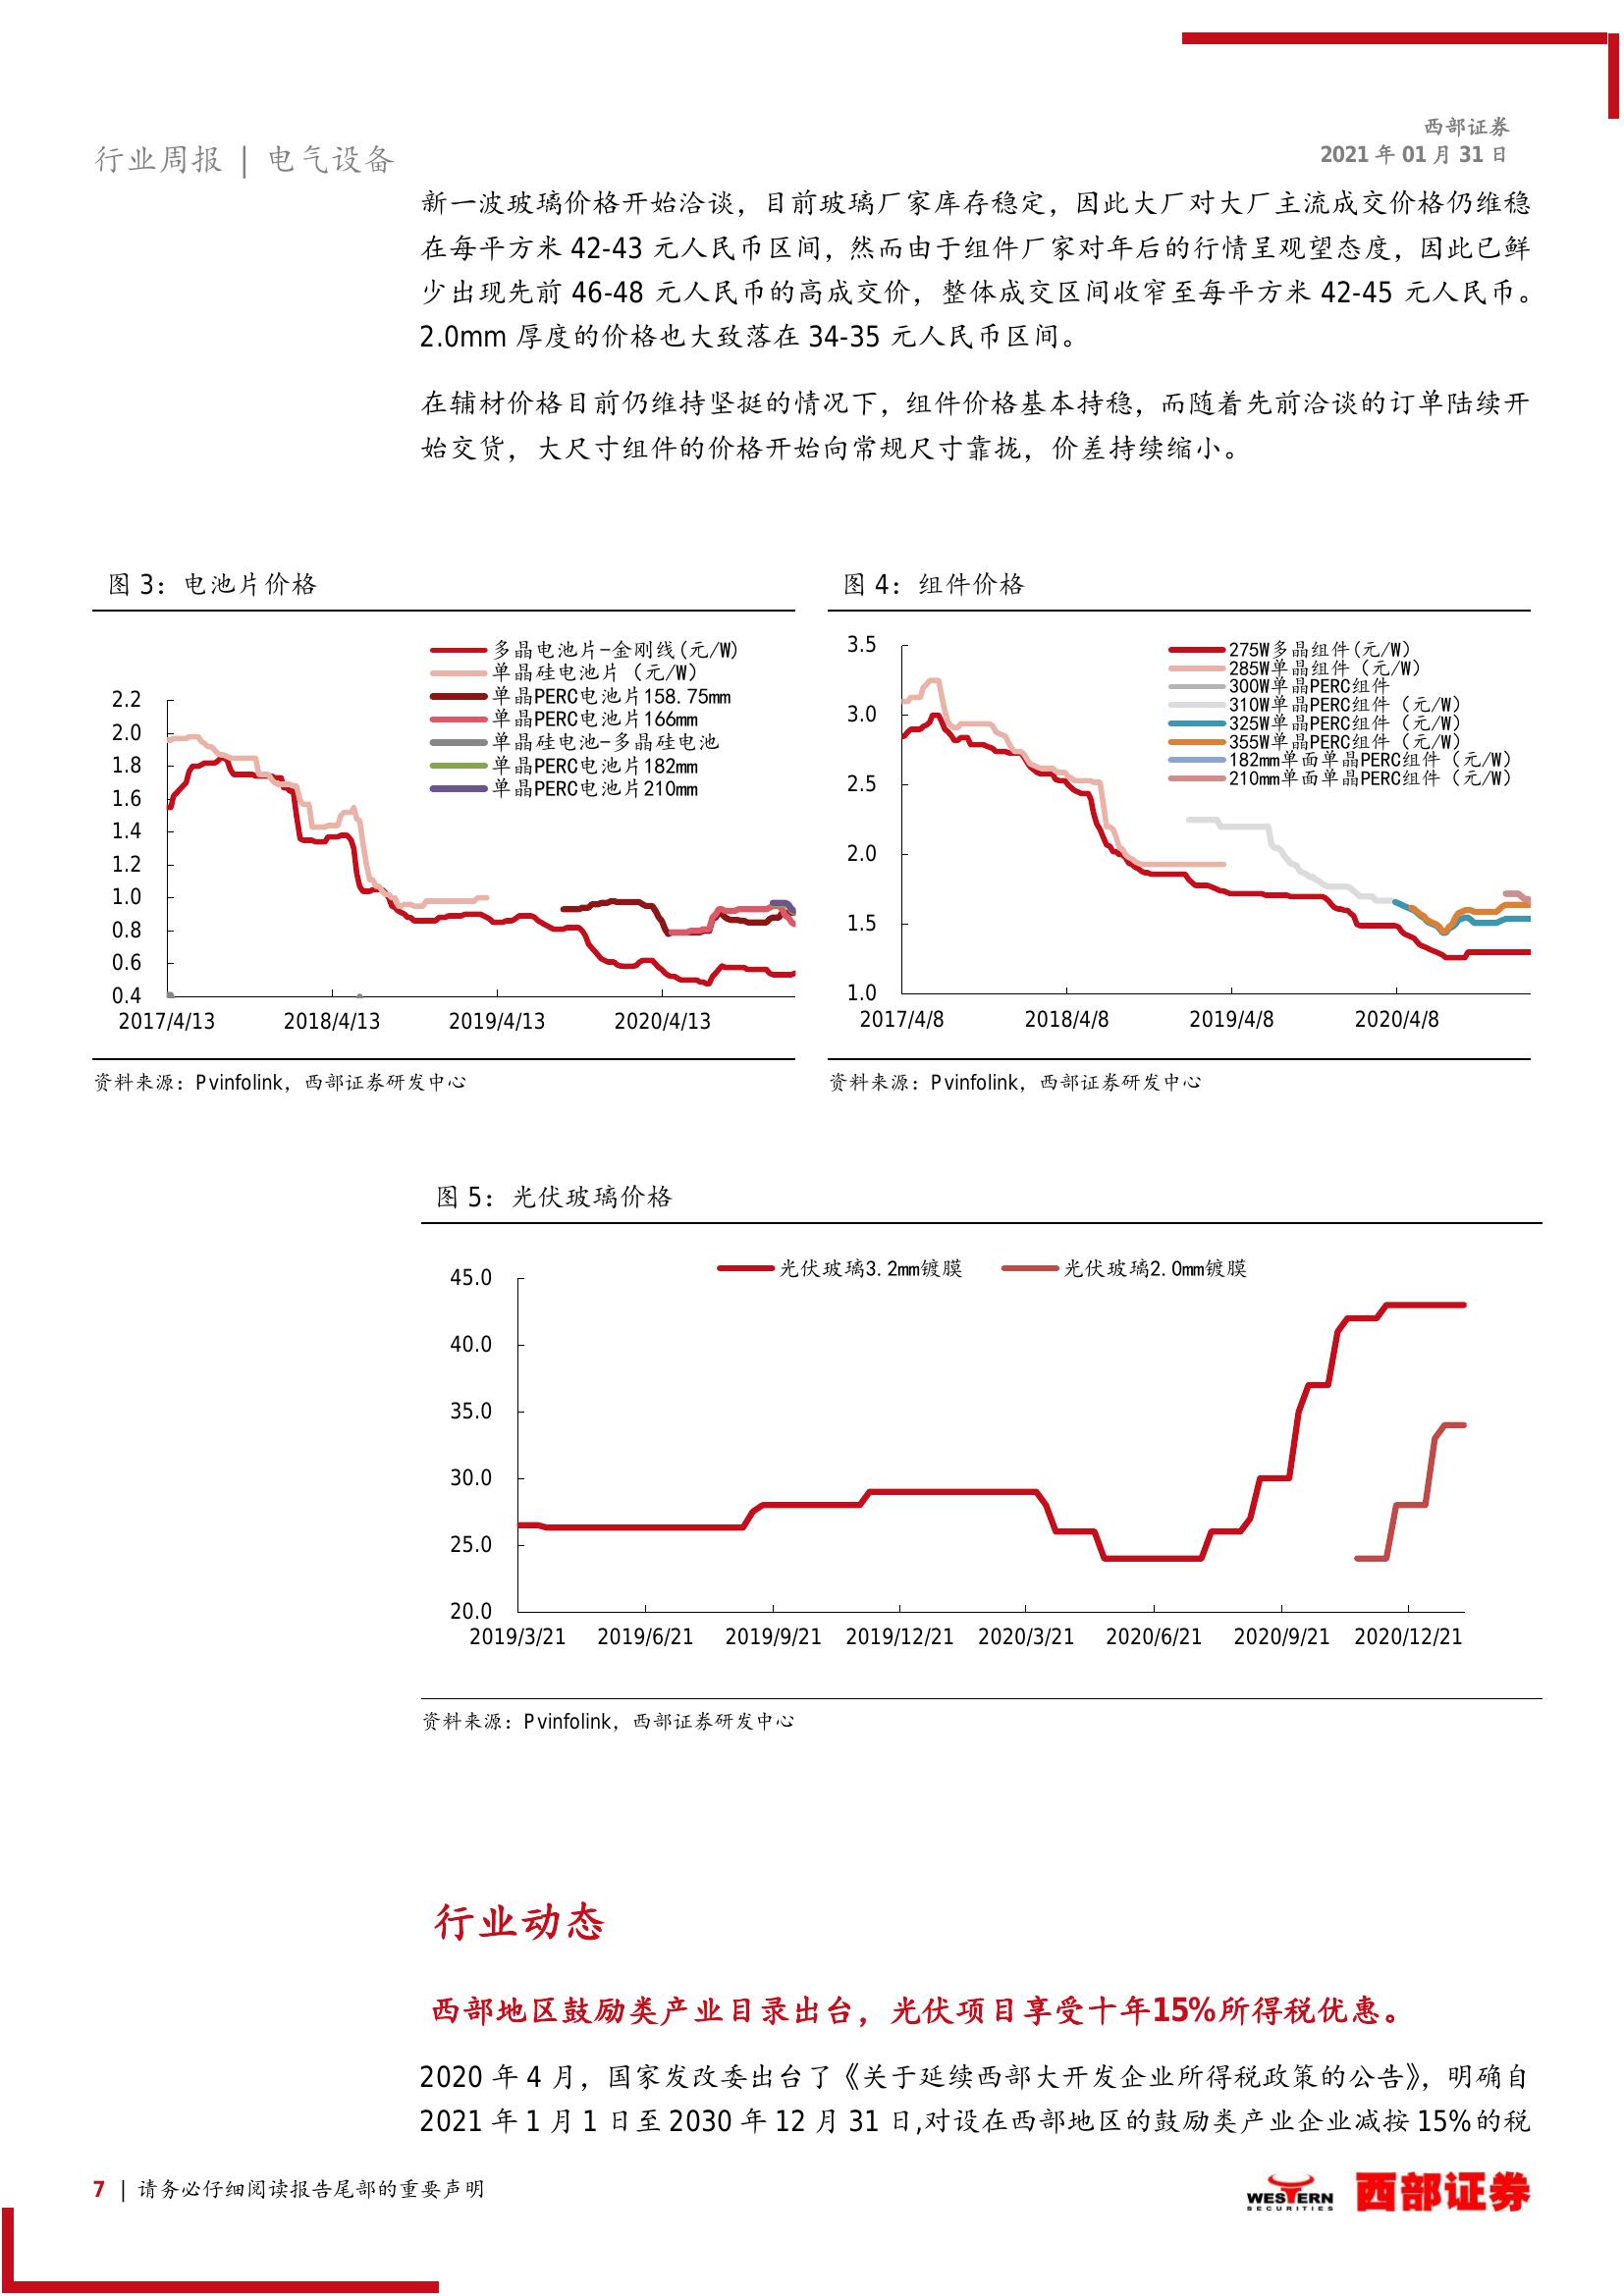 西部证券
2021 年 01 月 31 日
行业周报 | 电气设备
新一波玻璃价格开始洽谈，目前玻璃厂家库存稳定，因此大厂对大厂主流成交价格仍维稳
在每平方米 42-43 元人民币区间，然而由于组件厂家对年后的行情呈观望态度，因此已鲜
少出现先前 46-48 元人民币的高成交价，整体成交区间收窄至每平方米 42-45 元人民币。
2.0mm 厚度的价格也大致落在 34-35 元人民币区间。
在辅材价格目前仍维持坚挺的情况下，组件价格基本持稳，而随着先前洽谈的订单陆续开
始交货，大尺寸组件的价格开始向常规尺寸靠拢，价差持续缩小。
图 3：电池片价格
多晶电池片-金刚线(元/W)
单晶硅电池片（元/W）
单晶PERC电池片158.75mm
单晶PERC电池片166mm
单晶硅电池-多晶硅电池
单晶PERC电池片182mm
单晶PERC电池片210mm
2.2
2.0
1.8
1.6
1.4
1.2
1.0
0.8
0.6
0.4
2017/4/13 2018/4/13 2019/4/13 2020/4/13
资料来源：Pvinfolink，西部证券研发中心
图 4：组件价格
275W多晶组件(元/W)
285W单晶组件（元/W）
300W单晶PERC组件
310W单晶PERC组件（元/W）
325W单晶PERC组件（元/W）
355W单晶PERC组件（元/W）
182mm单面单晶PERC组件（元/W）
210mm单面单晶PERC组件（元/W）
3.5
3.0
2.5
2.0
1.5
1.0
2017/4/8 2018/4/8 2019/4/8 2020/4/8
资料来源：Pvinfolink，西部证券研发中心
图 5：光伏玻璃价格
光伏玻璃3.2mm镀膜 光伏玻璃2.0mm镀膜
45.0
40.0
35.0
30.0
25.0
20.0
2019/3/21 2019/6/21 2019/9/21 2019/12/21 2020/3/21 2020/6/21 2020/9/21 2020/12/21
资料来源：Pvinfolink，西部证券研发中心
行业动态
西部地区鼓励类产业目录出台，光伏项目享受十年15%所得税优惠。
2020 年 4 月，国家发改委出台了《关于延续西部大开发企业所得税政策的公告》，明确自
2021 年 1 月 1 日至 2030 年 12 月 31 日,对设在西部地区的鼓励类产业企业减按 15%的税
7 | 请务必仔细阅读报告尾部的重要声明
WESTERN
SECURITIES
西部证券